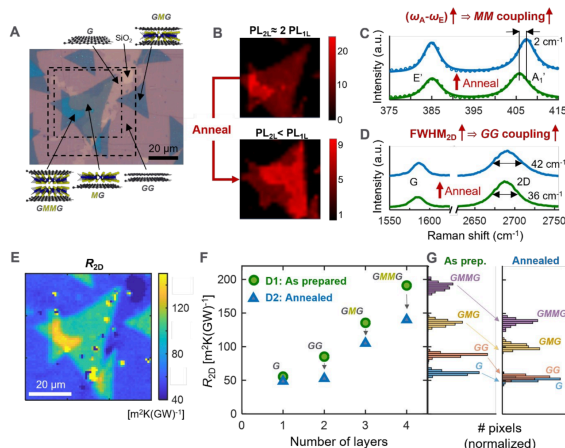 A
G
SiO2
GMG
20 μm
GMMG
MG
GG
B
PL2L≈ 2 PL1L
20
10
0
Anneal
PL2L< PL1L
9
5
1
C
(ωA-ωE)↑ ⇒ MM coupling↑
Intensity (a.u.)
2 cm-1
E'
Anneal
A1'
375 385 395 405 415
D
FWHM2D↑ ⇒ GG coupling↑
Intensity (a.u.)
42 cm-1
G
Anneal
2D
36 cm-1
1550 1600 2650 2700 2750
Raman shift (cm-1)
E
R2D
20 μm
160
120
80
40
[m2K(GW)-1]
F
D1: As prepared
D2: Annealed
R2D [m2K(GW)-1]
200
150
100
50
0
G
GG
GMG
GMMG
0 1 2 3 4
Number of layers
G
As prep.
Annealed
GMMG
GMMG
GMG
GMG
GG
GG
G
G
# pixels
(normalized)